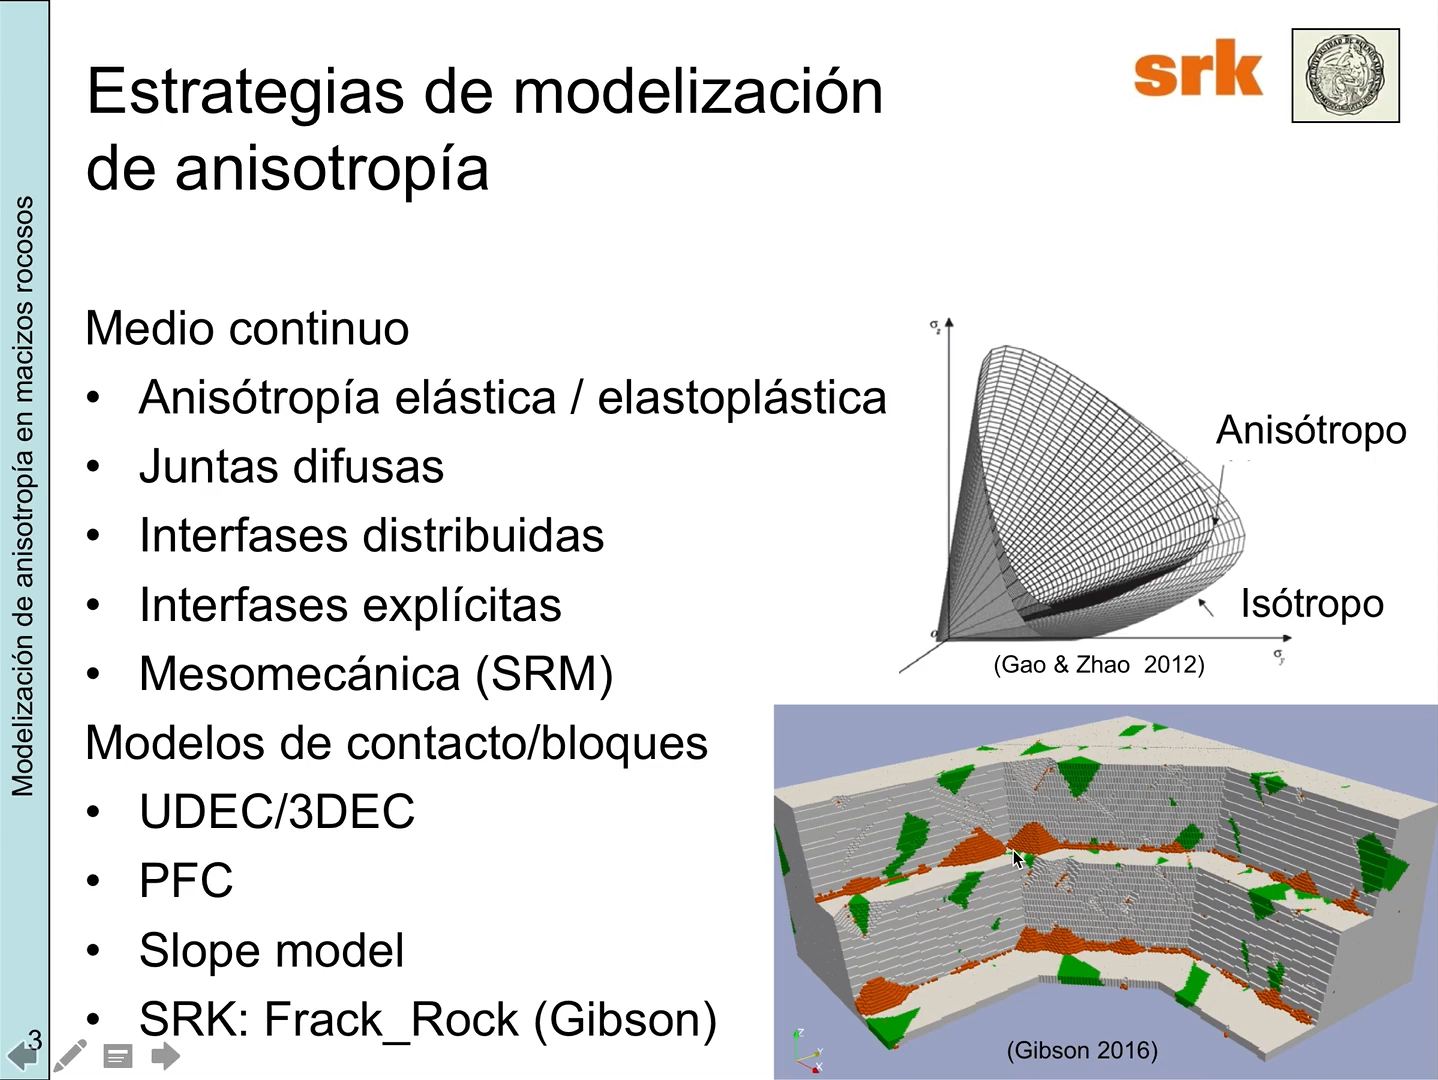 Estrategias de modelización
de anisotropía
srk
Modelización de anisotropía en macizos rocosos
3
Medio continuo
• Anisótropía elástica / elastoplástica
• Juntas difusas
• Interfases distribuidas
• Interfases explícitas
• Mesomecánica (SRM)
Modelos de contacto/bloques
• UDEC/3DEC
• PFC
• Slope model
• SRK: Frack_Rock (Gibson)
σz
Anisótropo
Isótropo
o
σy
(Gao & Zhao 2012)
Z
Y
X
(Gibson 2016)